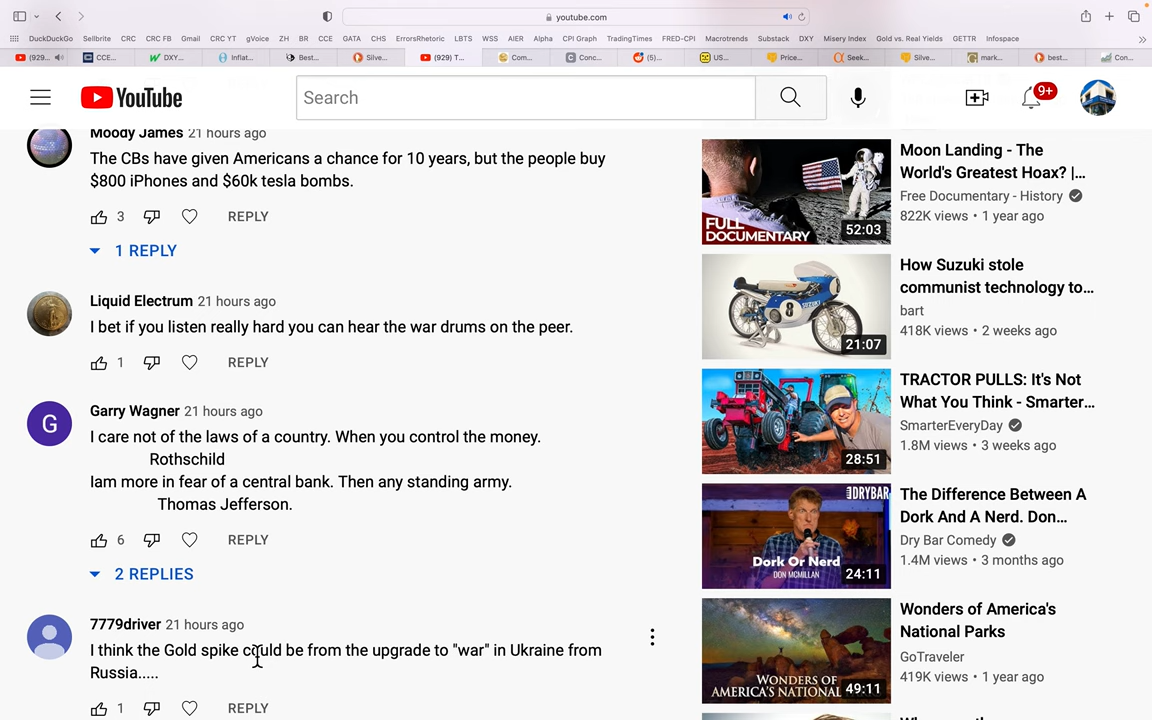 youtube.com
DuckDuckGo Sellbrite CRC CRC FB Gmail CRC YT gVoice ZH BR CCE GATA CHS ErrorsRhetoric LBTS WSS AIER Alpha CPI Graph TradingTimes FRED-CPI Macrotrends Substack DXY Misery Index Gold vs. Real Yields GETTR Infospace
(929... CCE... DXY... Inflat... Best... Silve... (929) T... Com... Conc... (5)... US... Price... Seek... Silve... mark... best... Con...
YouTube
Search
9+
Moody James 21 hours ago
The CBs have given Americans a chance for 10 years, but the people buy
$800 iPhones and $60k tesla bombs.
3 REPLY
1 REPLY
Liquid Electrum 21 hours ago
I bet if you listen really hard you can hear the war drums on the peer.
1 REPLY
G
Garry Wagner 21 hours ago
I care not of the laws of a country. When you control the money.
Rothschild
Iam more in fear of a central bank. Then any standing army.
Thomas Jefferson.
6 REPLY
2 REPLIES
7779driver 21 hours ago
I think the Gold spike could be from the upgrade to "war" in Ukraine from
Russia.....
1 REPLY
FULL
DOCUMENTARY
52:03
Moon Landing - The
World's Greatest Hoax? |...
Free Documentary - History
822K views • 1 year ago
8
21:07
How Suzuki stole
communist technology to...
bart
418K views • 2 weeks ago
28:51
TRACTOR PULLS: It's Not
What You Think - Smarter...
SmarterEveryDay
1.8M views • 3 weeks ago
DRYBAR
Dork Or Nerd
DON MCMILLAN
24:11
The Difference Between A
Dork And A Nerd. Don...
Dry Bar Comedy
1.4M views • 3 months ago
WONDERS OF
AMERICA'S NATIONAL
49:11
Wonders of America's
National Parks
GoTraveler
419K views • 1 year ago